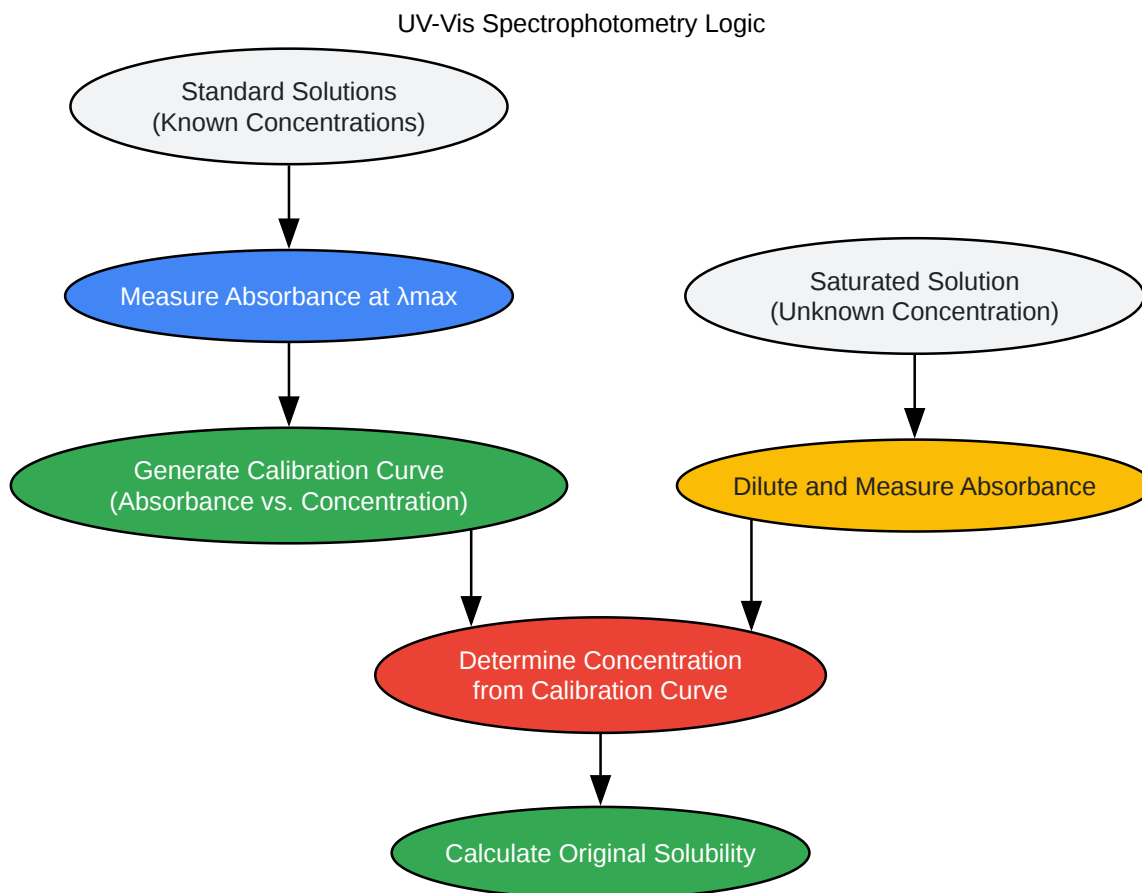 UV-Vis Spectrophotometry Logic
Standard Solutions
(Known Concentrations)
Measure Absorbance at λmax
Saturated Solution
(Unknown Concentration)
Generate Calibration Curve
(Absorbance vs. Concentration)
Dilute and Measure Absorbance
Determine Concentration
from Calibration Curve
Calculate Original Solubility